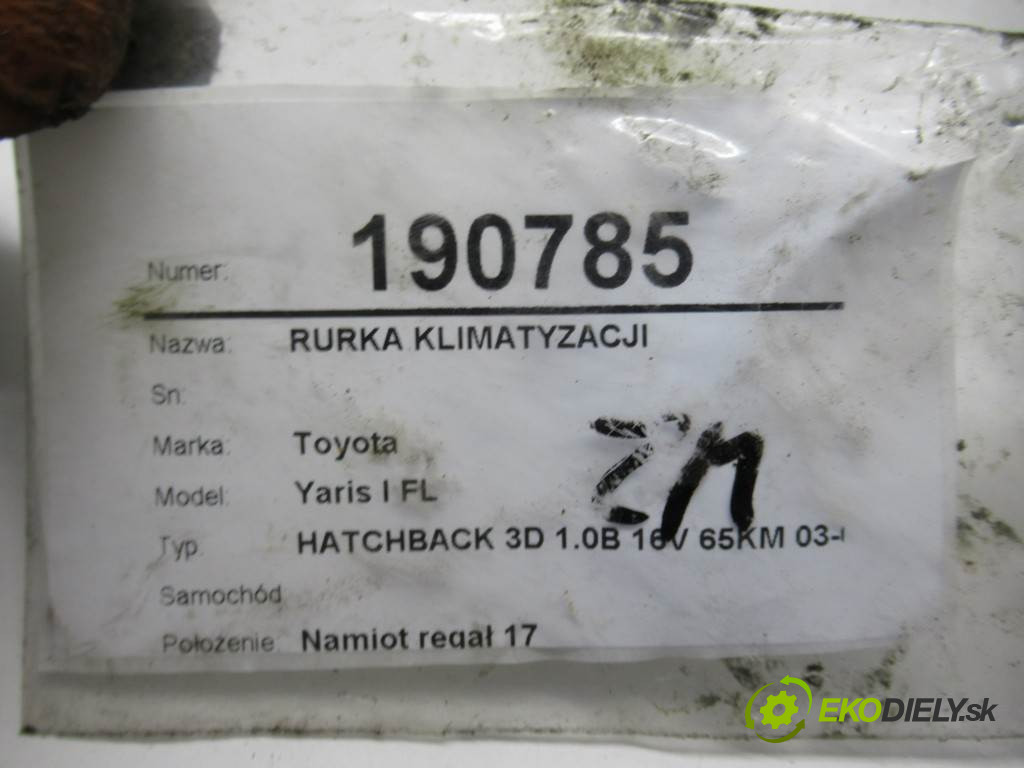 Numer: 190785
Nazwa: RURKA KLIMATYZACJI
Sn:
Marka: Toyota
ZM
Model: Yaris I FL
Typ: HATCHBACK 3D 1.0B 16V 65KM 03-
Samochód
Położenie: Namiot regał 17
EKODIELY.sk